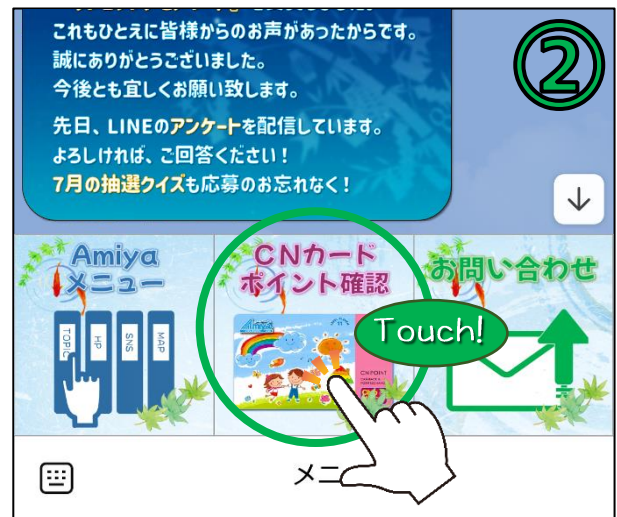 ②
これもひとえに皆様からのお声があったからです。
誠にありがとうございました。
今後とも宜しくお願い致します。
先日、LINEのアンケートを配信しています。
よろしければ、ご回答ください！
7月の抽選クイズも応募のお忘れなく！
Amiya
メニュー
TOPIC
HP
SNS
MAP
CNカード
ポイント確認
CNPOINT
Touch!
お問い合わせ
メニ